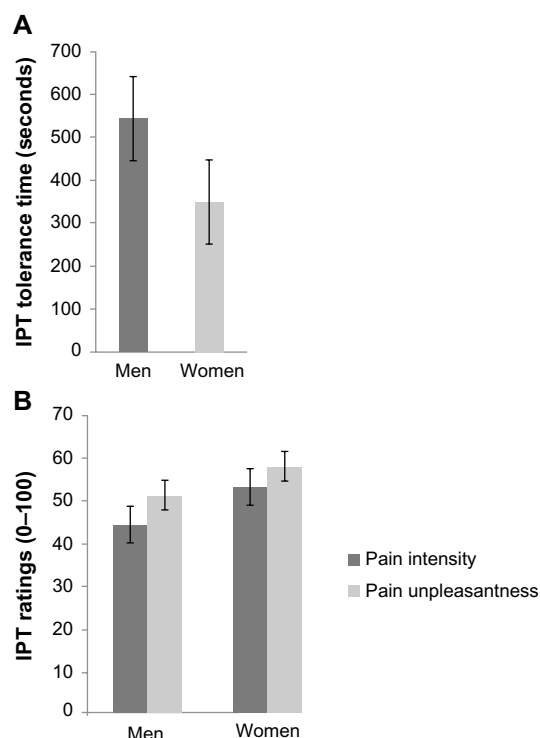 A
IPT tolerance time (seconds)
700
600
500
400
300
200
100
0
Men Women
B
IPT ratings (0–100)
70
60
50
40
30
20
10
0
Men Women
Pain intensity
Pain unpleasantness